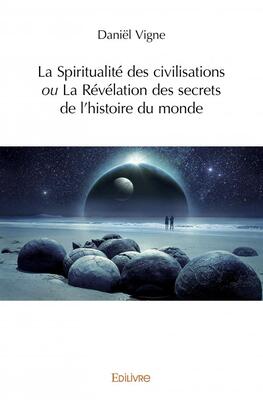 Daniël Vigne
La Spiritualité des civilisations
ou La Révélation des secrets
de l'histoire du monde
EDILIVRE